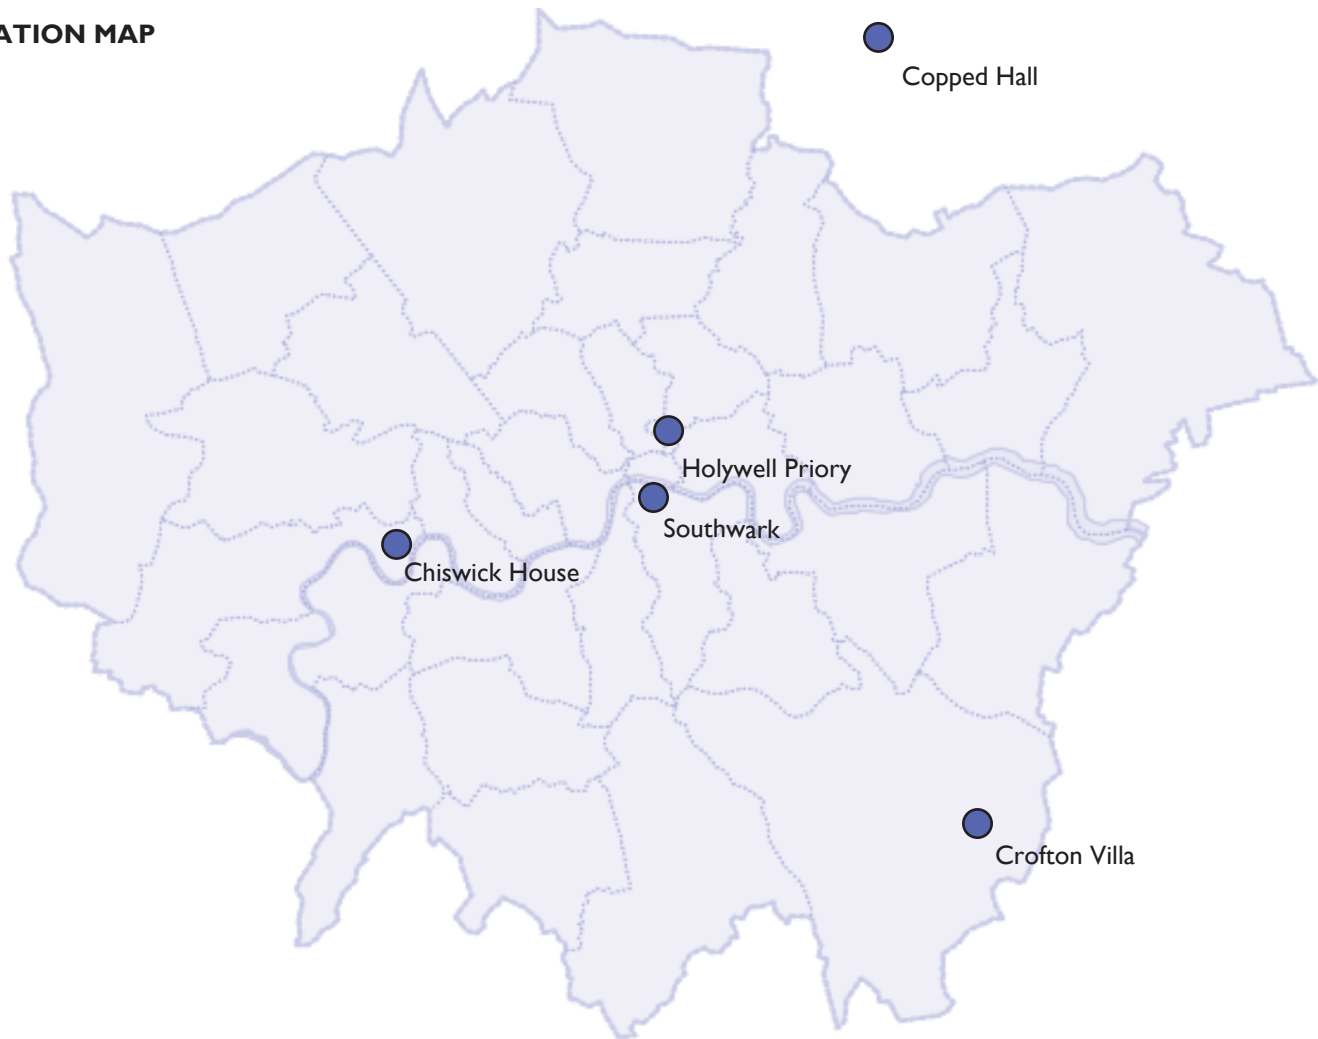 ATION MAP
Copped Hall
Holywell Priory
Southwark
Chiswick House
Crofton Villa